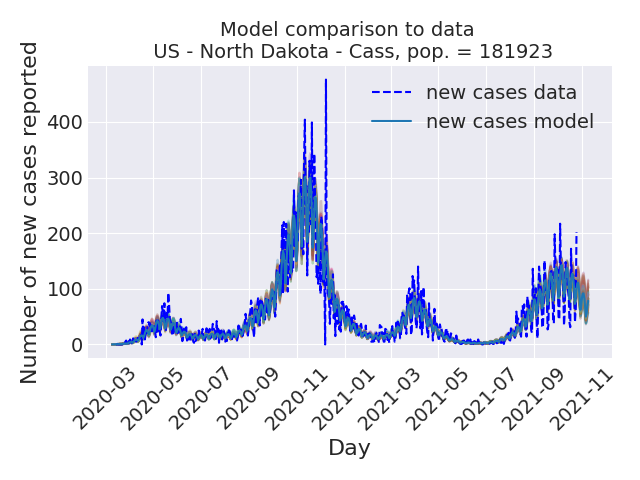 Model comparison to data
US - North Dakota - Cass, pop. = 181923
new cases data
new cases model
Number of new cases reported
400
300
200
100
0
2020-03
2020-05
2020-07
2020-09
2020-11
2021-01
2021-03
2021-05
2021-07
2021-09
2021-11
Day